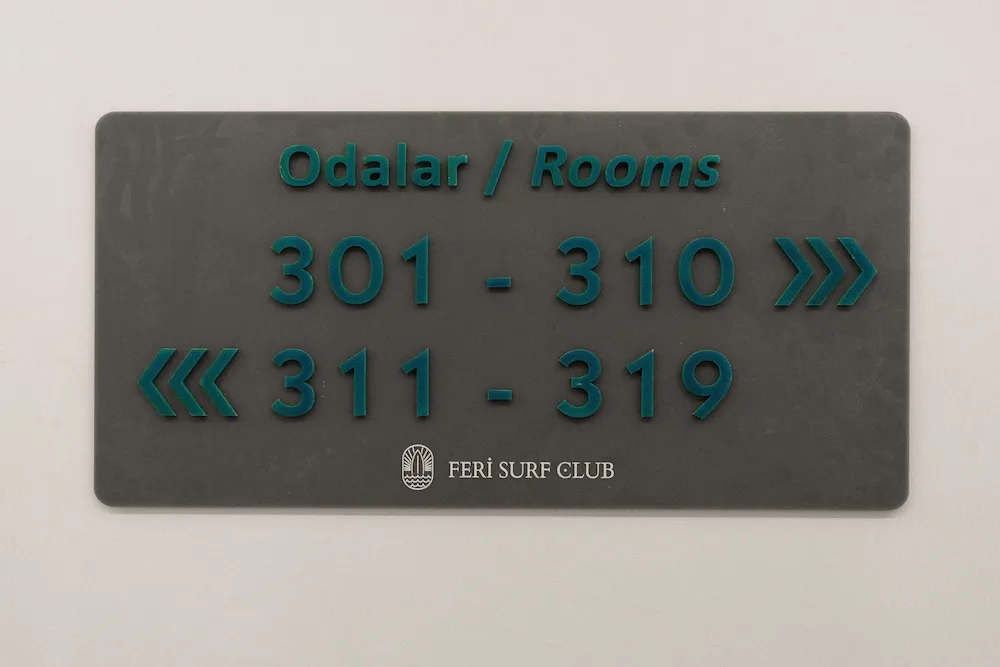 Odalar / Rooms
301 - 310 》》》
《《《 311 - 319
FERİ SURF CLUB